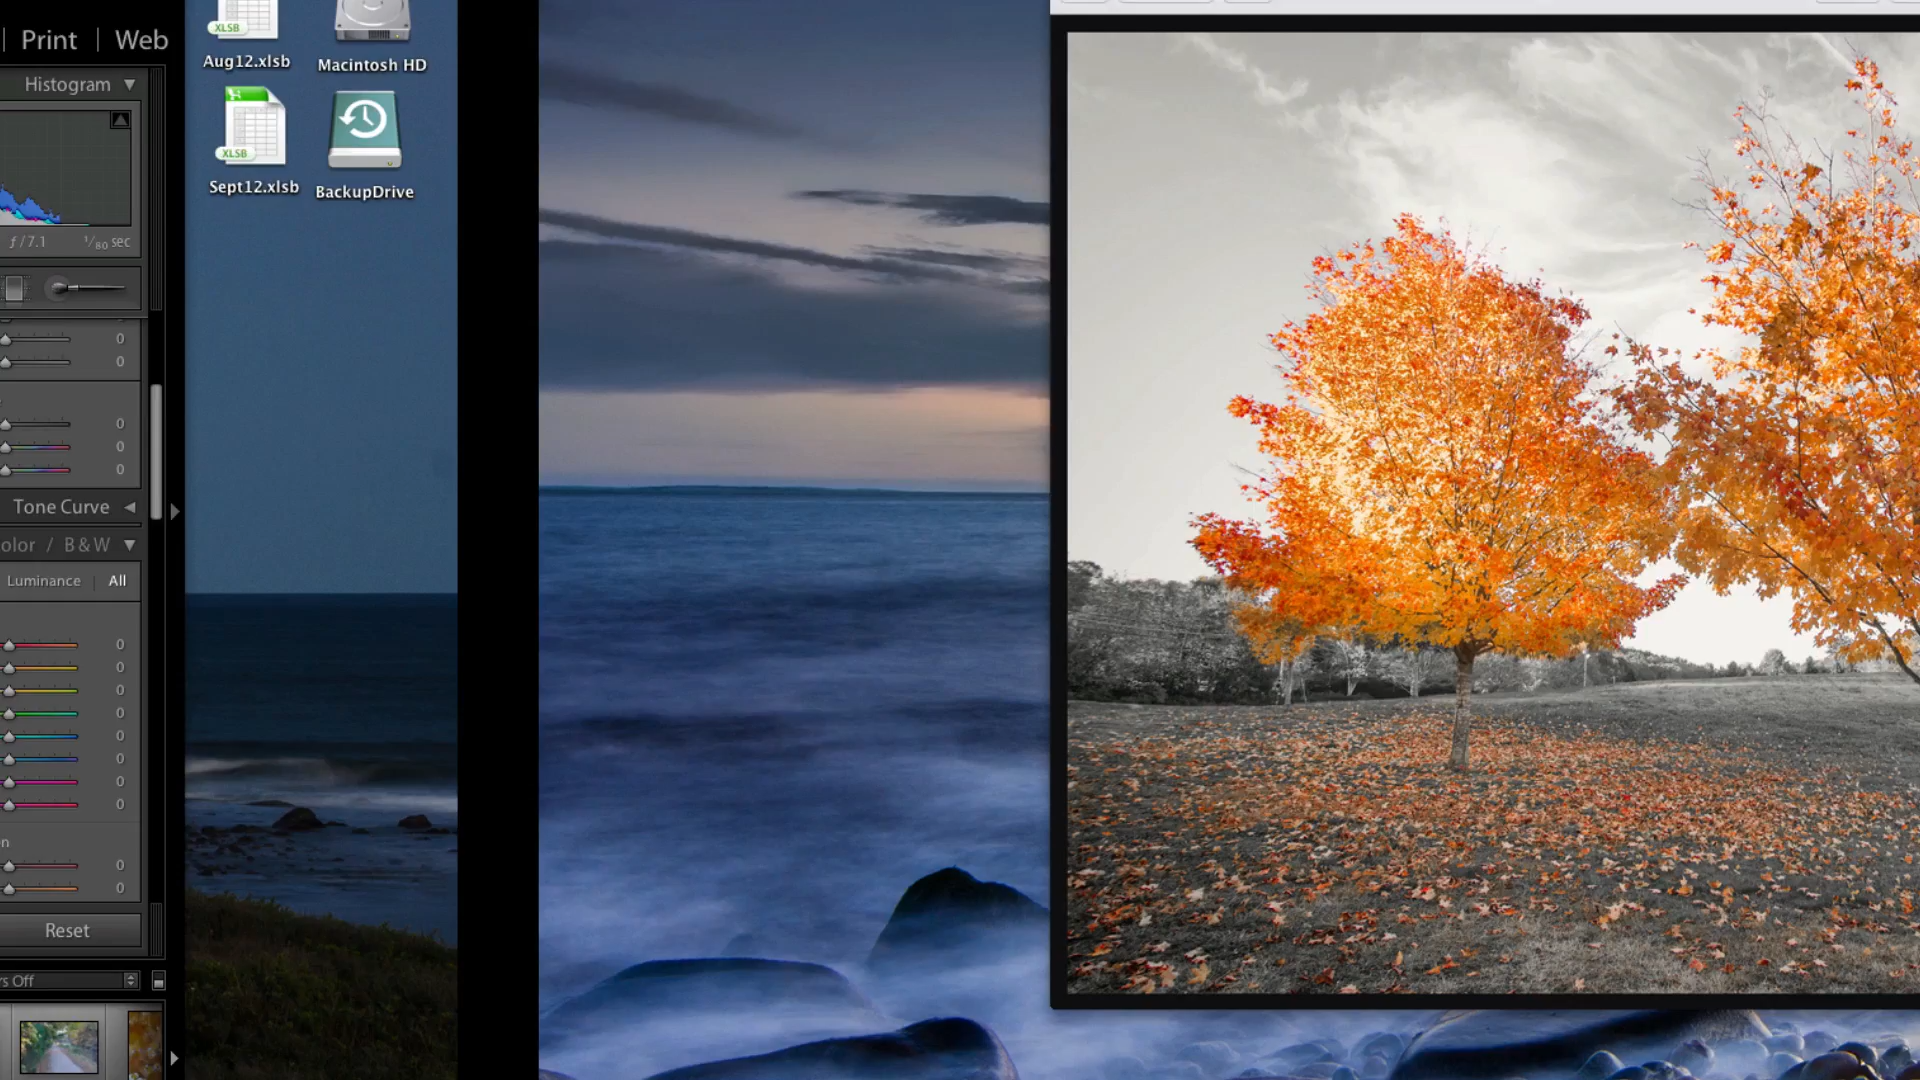 Print | Web
Histogram
ƒ / 7.1 1/80 sec
0
0
0
0
0
Tone Curve
olor / B & W
Luminance | All
0
0
0
0
0
0
0
0
n
0
0
Reset
rs Off
XLSB
Aug12.xlsb
Macintosh HD
XLSB
Sept12.xlsb
BackupDrive